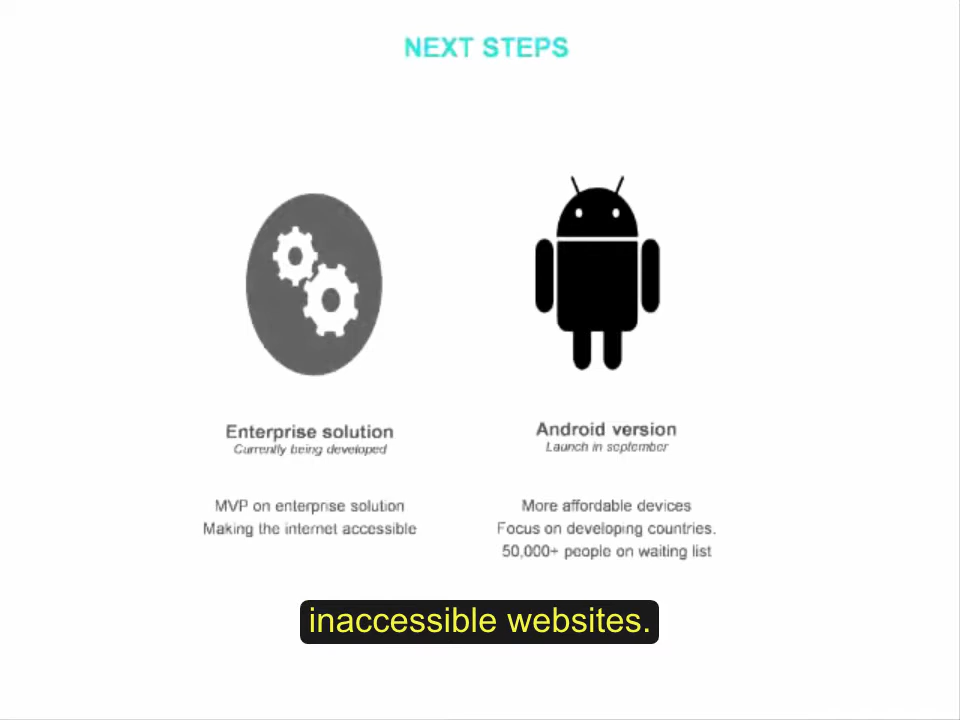 NEXT STEPS
Enterprise solution
Currently being developed
MVP on enterprise solution
Making the internet accessible
Android version
Launch in september
More affordable devices
Focus on developing countries.
50,000+ people on waiting list
inaccessible websites.